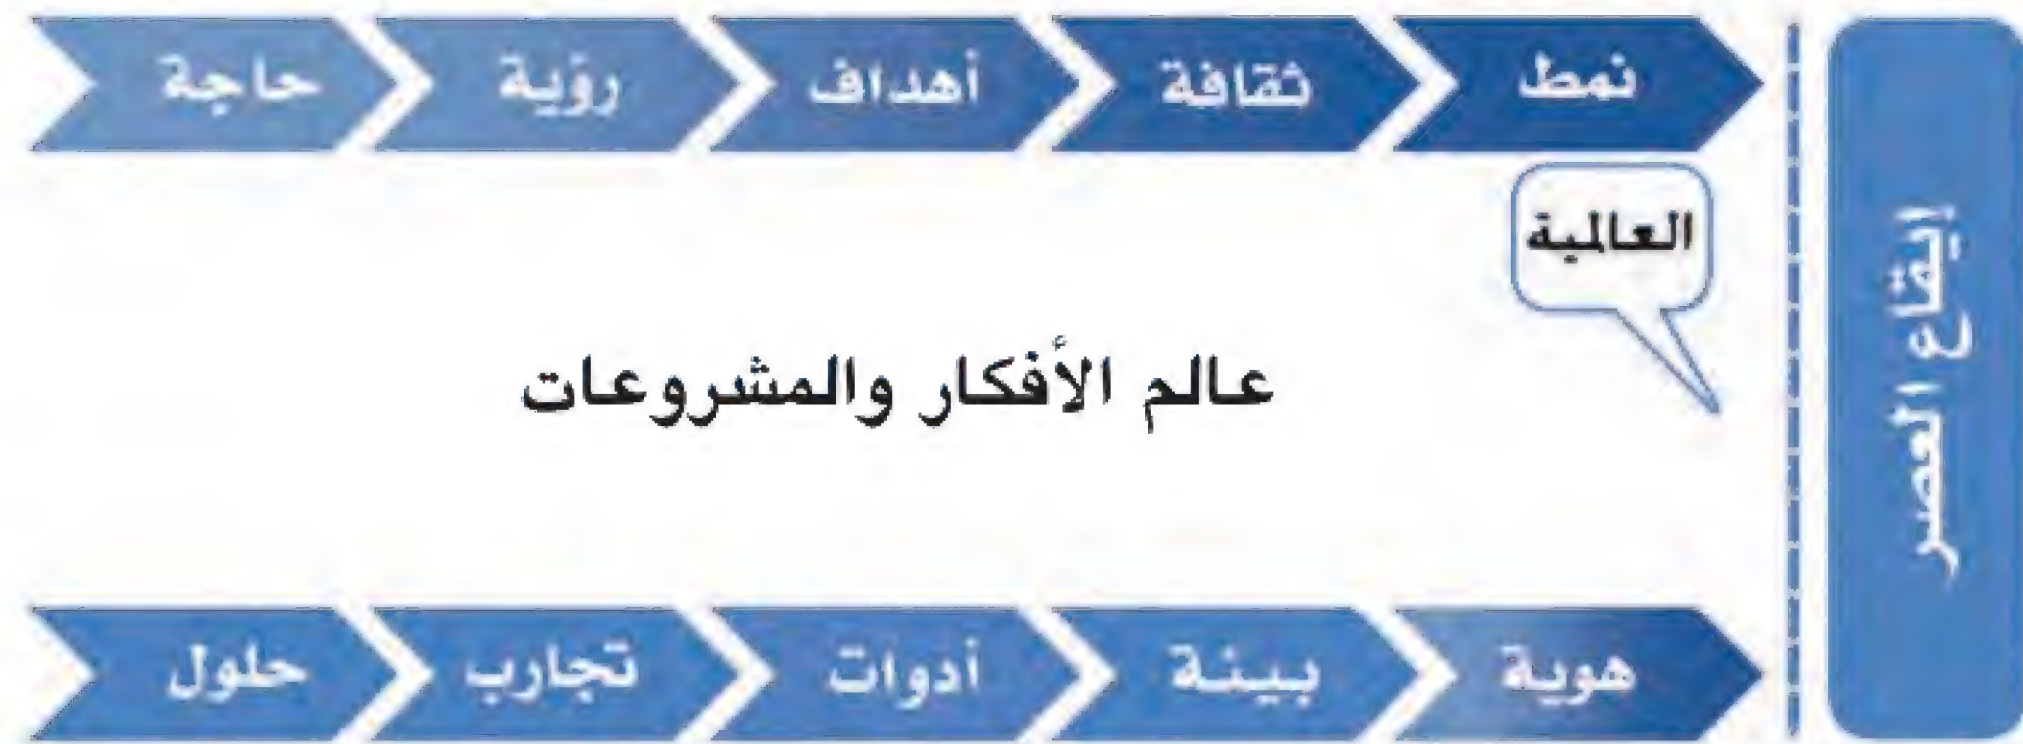 نمط ثقافة أهداف رؤية حاجة
العالمية
عالم الأفكار والمشروعات
هوية بيئة أدوات تجارب حلول
إيقاع العصر